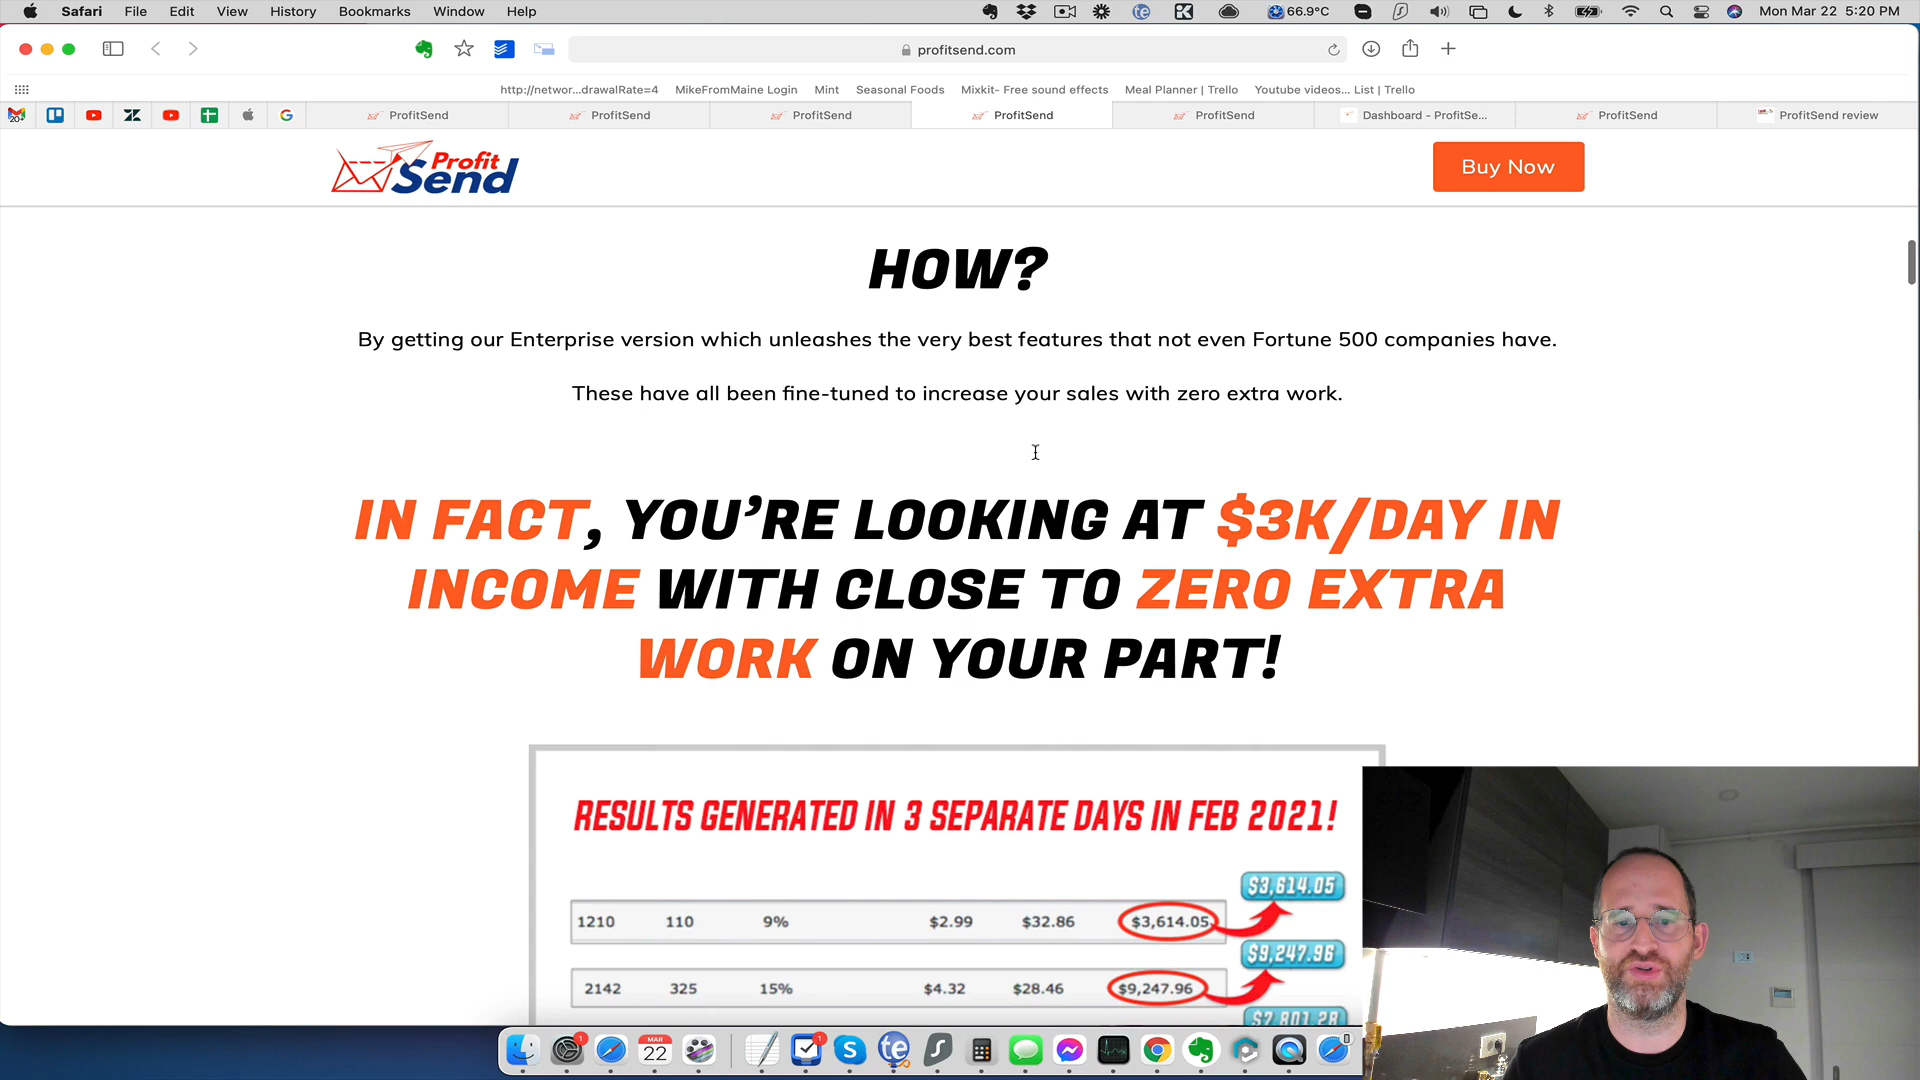 Safari File Edit View History Bookmarks Window Help 66.9°C Mon Mar 22 5:20 PM
profitsend.com
http://networ...drawalRate=4 MikeFromMaine Login Mint Seasonal Foods Mixkit- Free sound effects Meal Planner | Trello Youtube videos... List | Trello
20+ ProfitSend ProfitSend ProfitSend ProfitSend ProfitSend Dashboard - ProfitSe... ProfitSend ProfitSend review
Profit
Send
Buy Now
HOW?
By getting our Enterprise version which unleashes the very best features that not even Fortune 500 companies have.
These have all been fine-tuned to increase your sales with zero extra work.
IN FACT, YOU'RE LOOKING AT $3K/DAY IN
INCOME WITH CLOSE TO ZERO EXTRA
WORK ON YOUR PART!
RESULTS GENERATED IN 3 SEPARATE DAYS IN FEB 2021!
$3,614.05
1210 110 9% $2.99 $32.86 $3,614.05
$9,247.96
2142 325 15% $4.32 $28.46 $9,247.96
$7,801.28
MAR
22
1
1
te